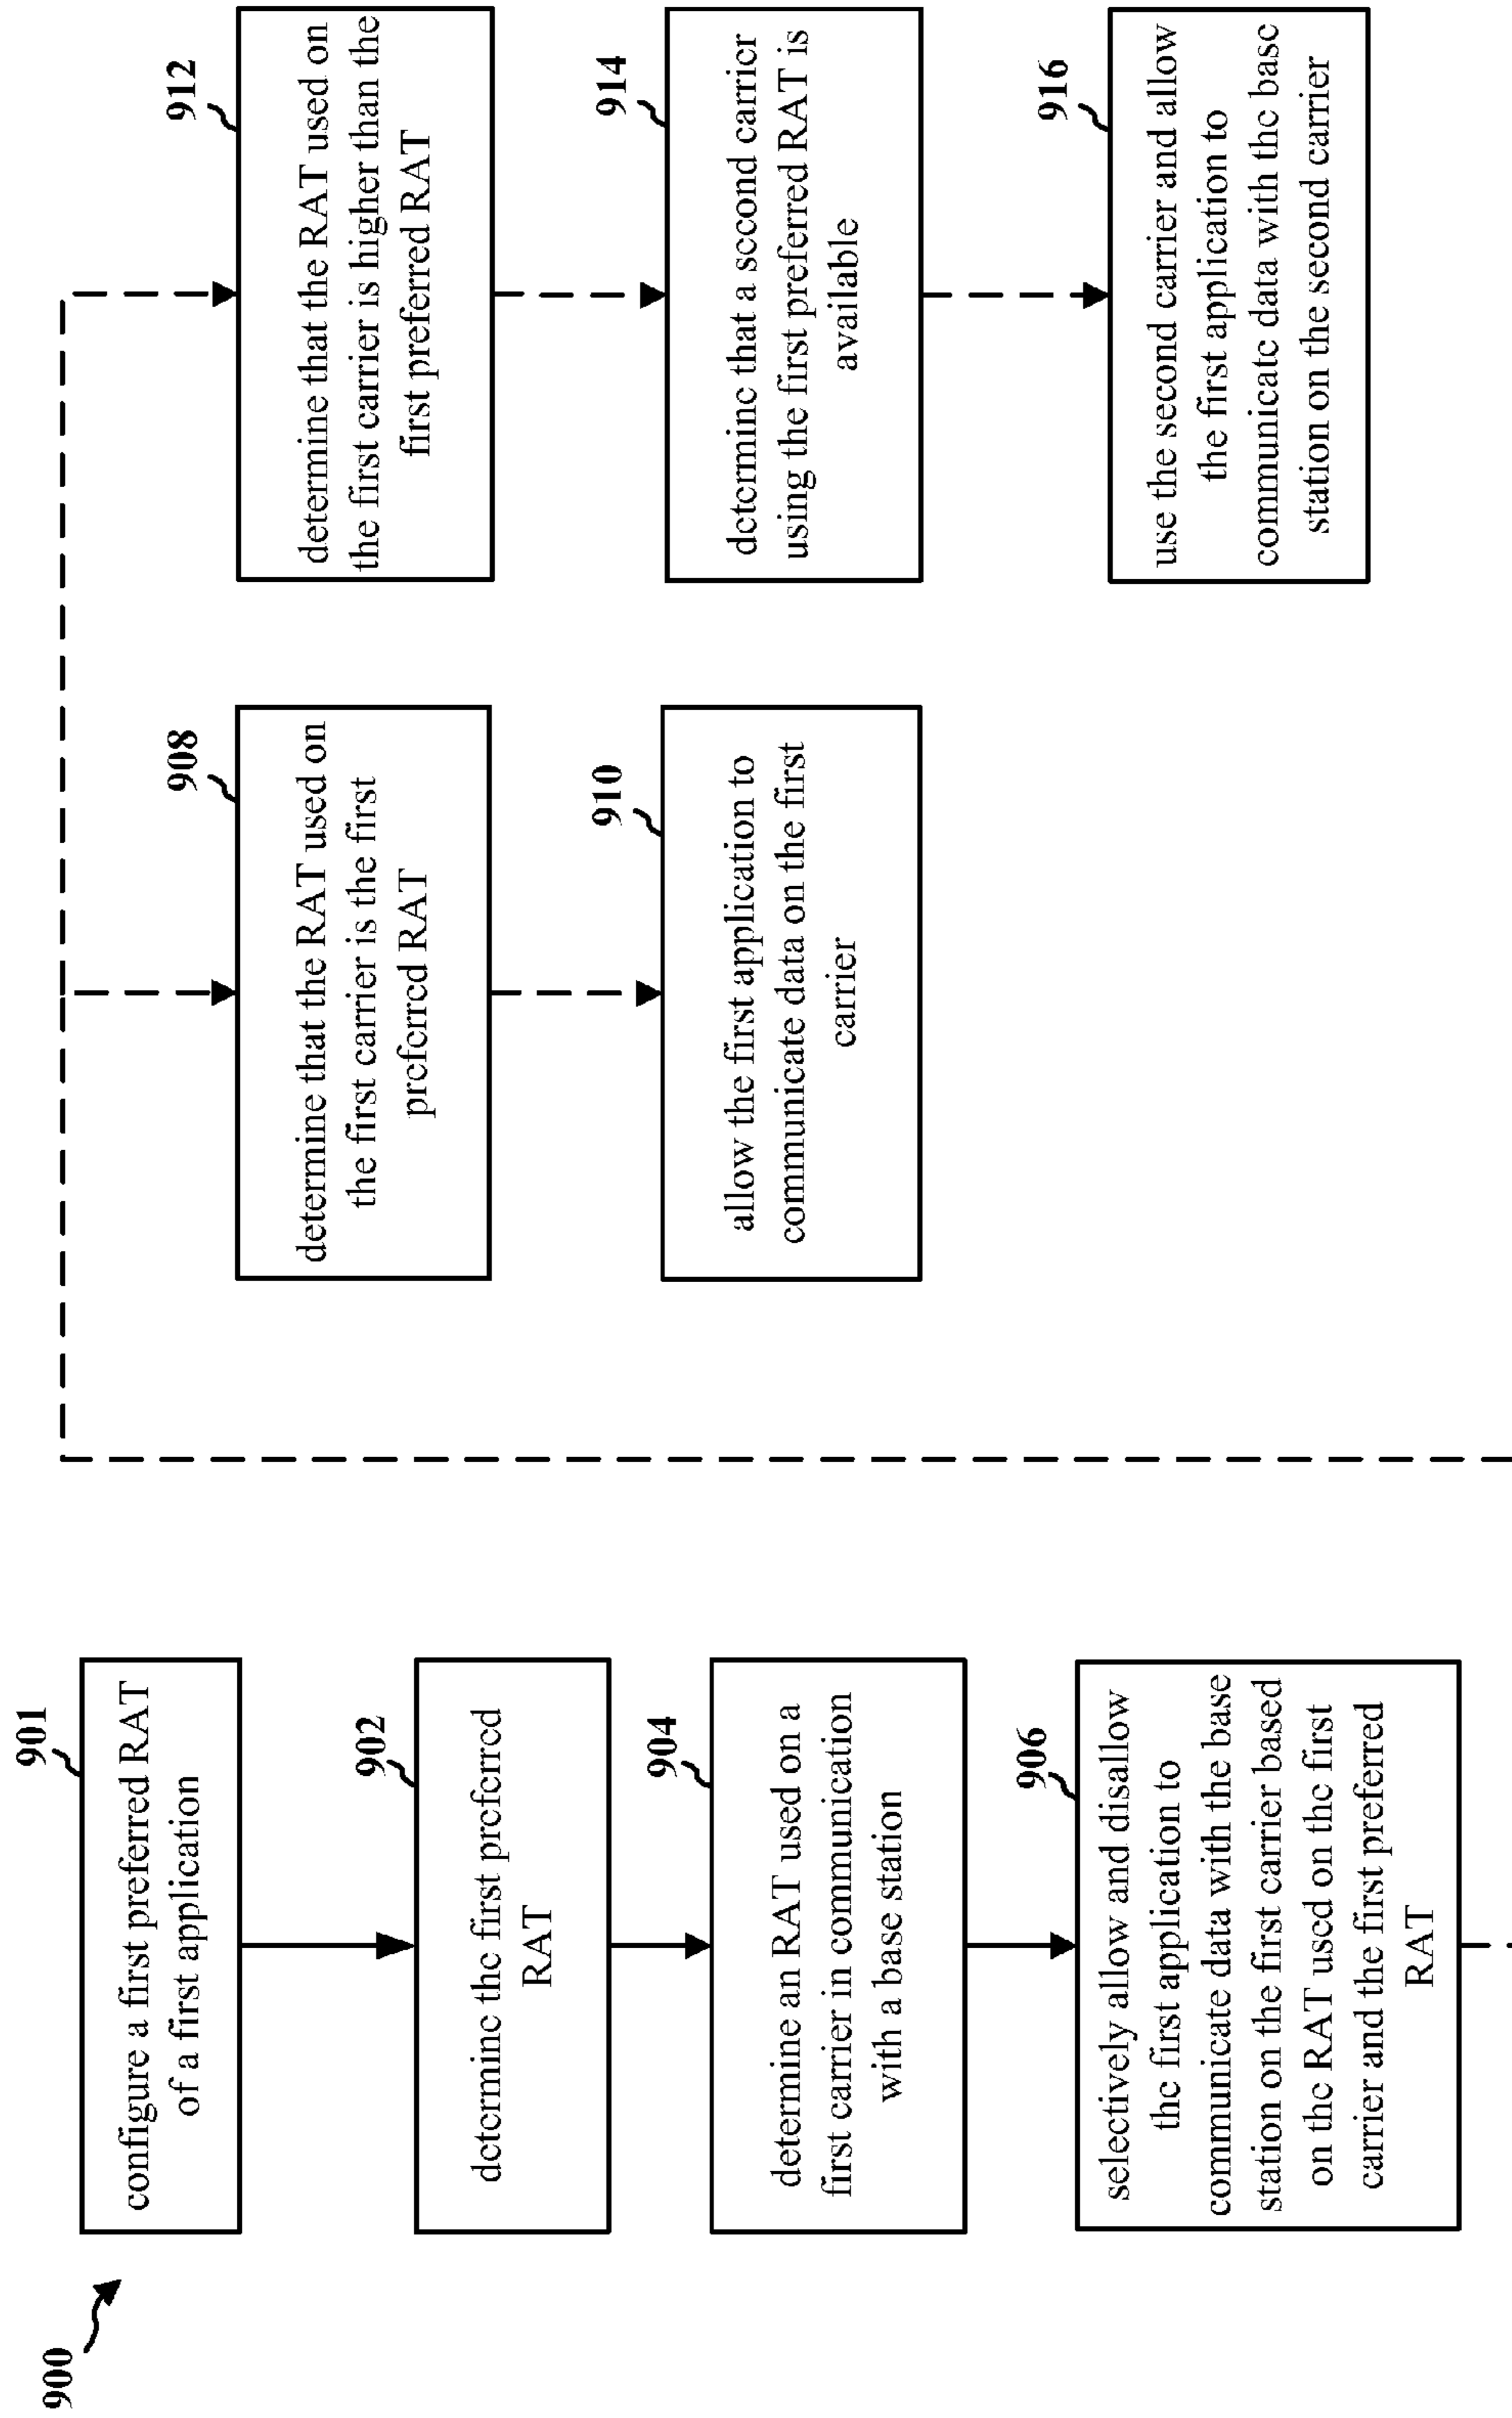 900
901
configure a first preferred RAT
of a first application
902
determine the first preferred
RAT
904
determine an RAT used on a
first carrier in communication
with a base station
906
selectively allow and disallow
the first application to
communicate data with the base
station on the first carrier based
on the RAT used on the first
carrier and the first preferred
RAT
908
determine that the RAT used on
the first carrier is the first
preferred RAT
910
allow the first application to
communicate data on the first
carrier
912
determine that the RAT used on
the first carrier is higher than the
first preferred RAT
914
determine that a second carrier
using the first preferred RAT is
available
916
use the second carrier and allow
the first application to
communicate data with the base
station on the second carrier